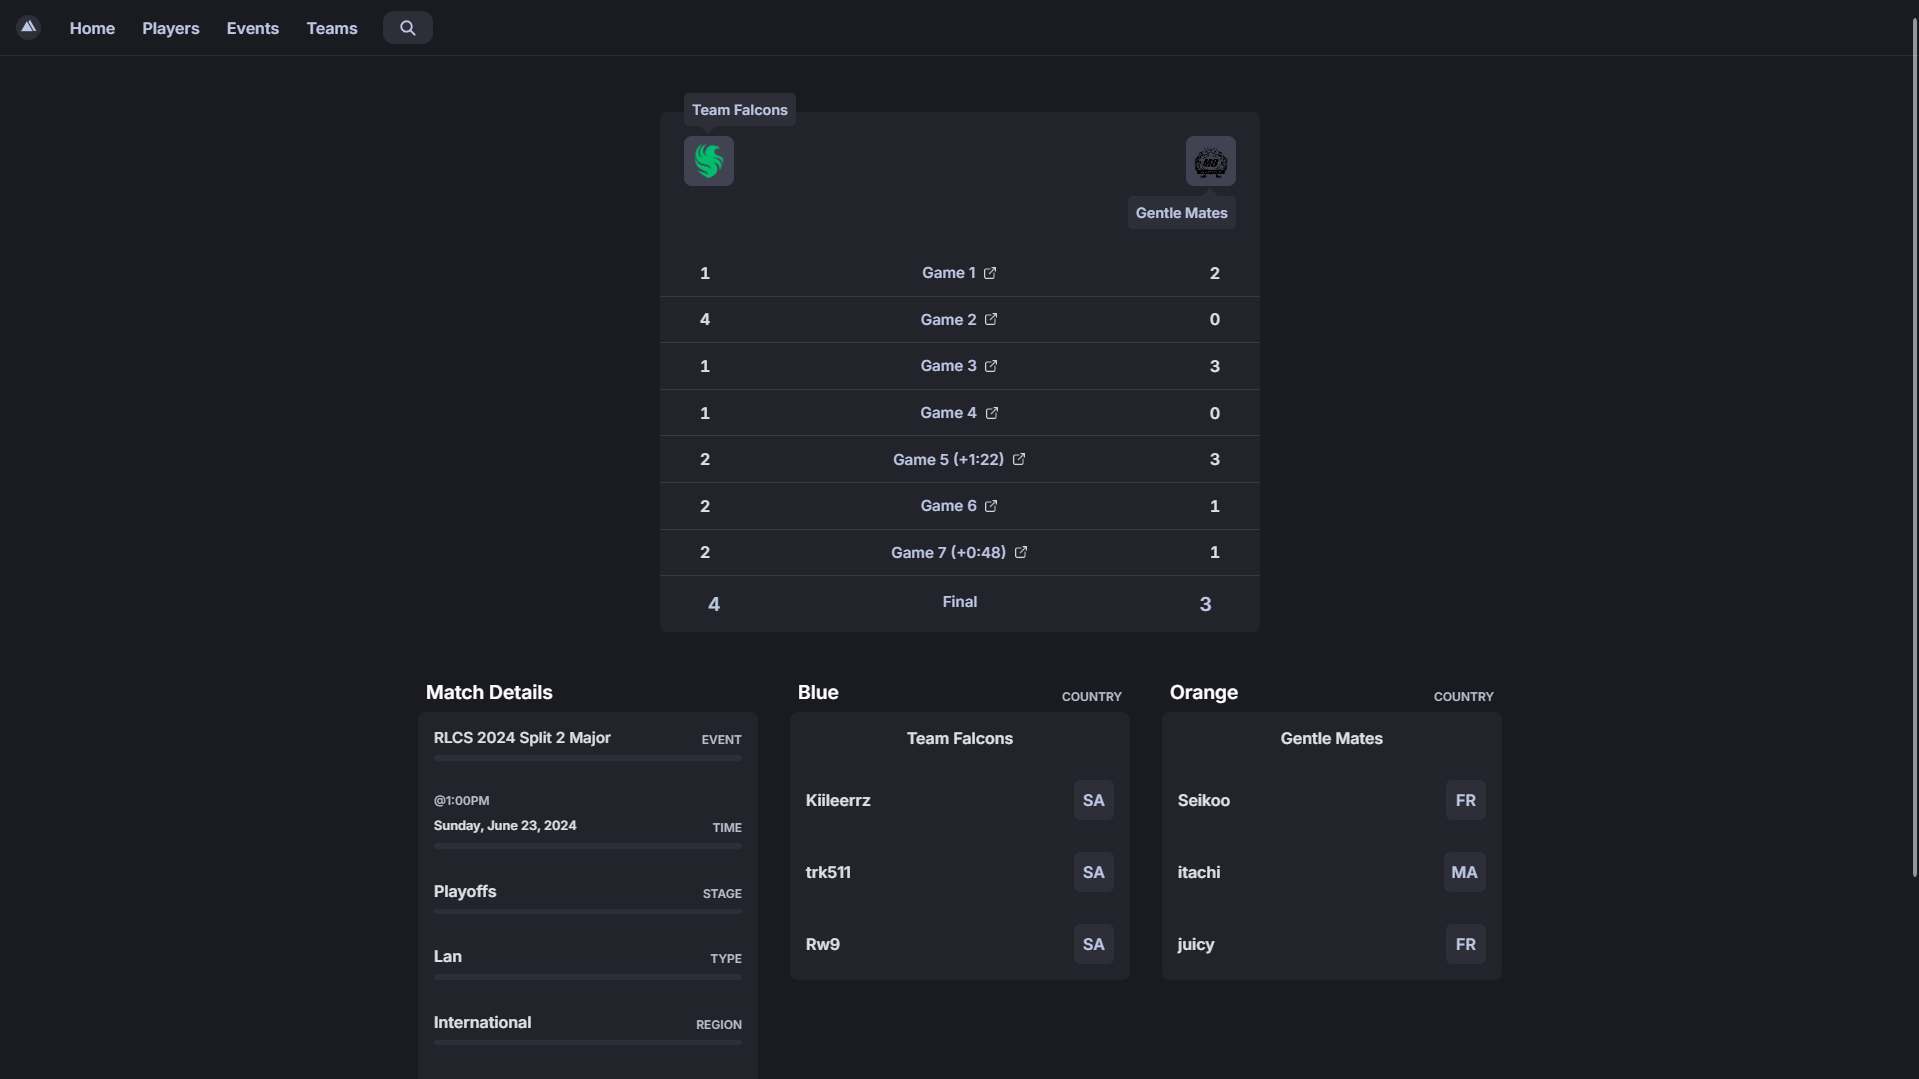 Home Players Events Teams
Team Falcons
M8
Gentle Mates
1 Game 1 2
4 Game 2 0
1 Game 3 3
1 Game 4 0
2 Game 5 (+1:22) 3
2 Game 6 1
2 Game 7 (+0:48) 1
4 Final 3
Match Details
RLCS 2024 Split 2 Major EVENT
@1:00PM
Sunday, June 23, 2024 TIME
Playoffs STAGE
Lan TYPE
International REGION
Blue COUNTRY
Team Falcons
Kiileerrz SA
trk511 SA
Rw9 SA
Orange COUNTRY
Gentle Mates
Seikoo FR
itachi MA
juicy FR